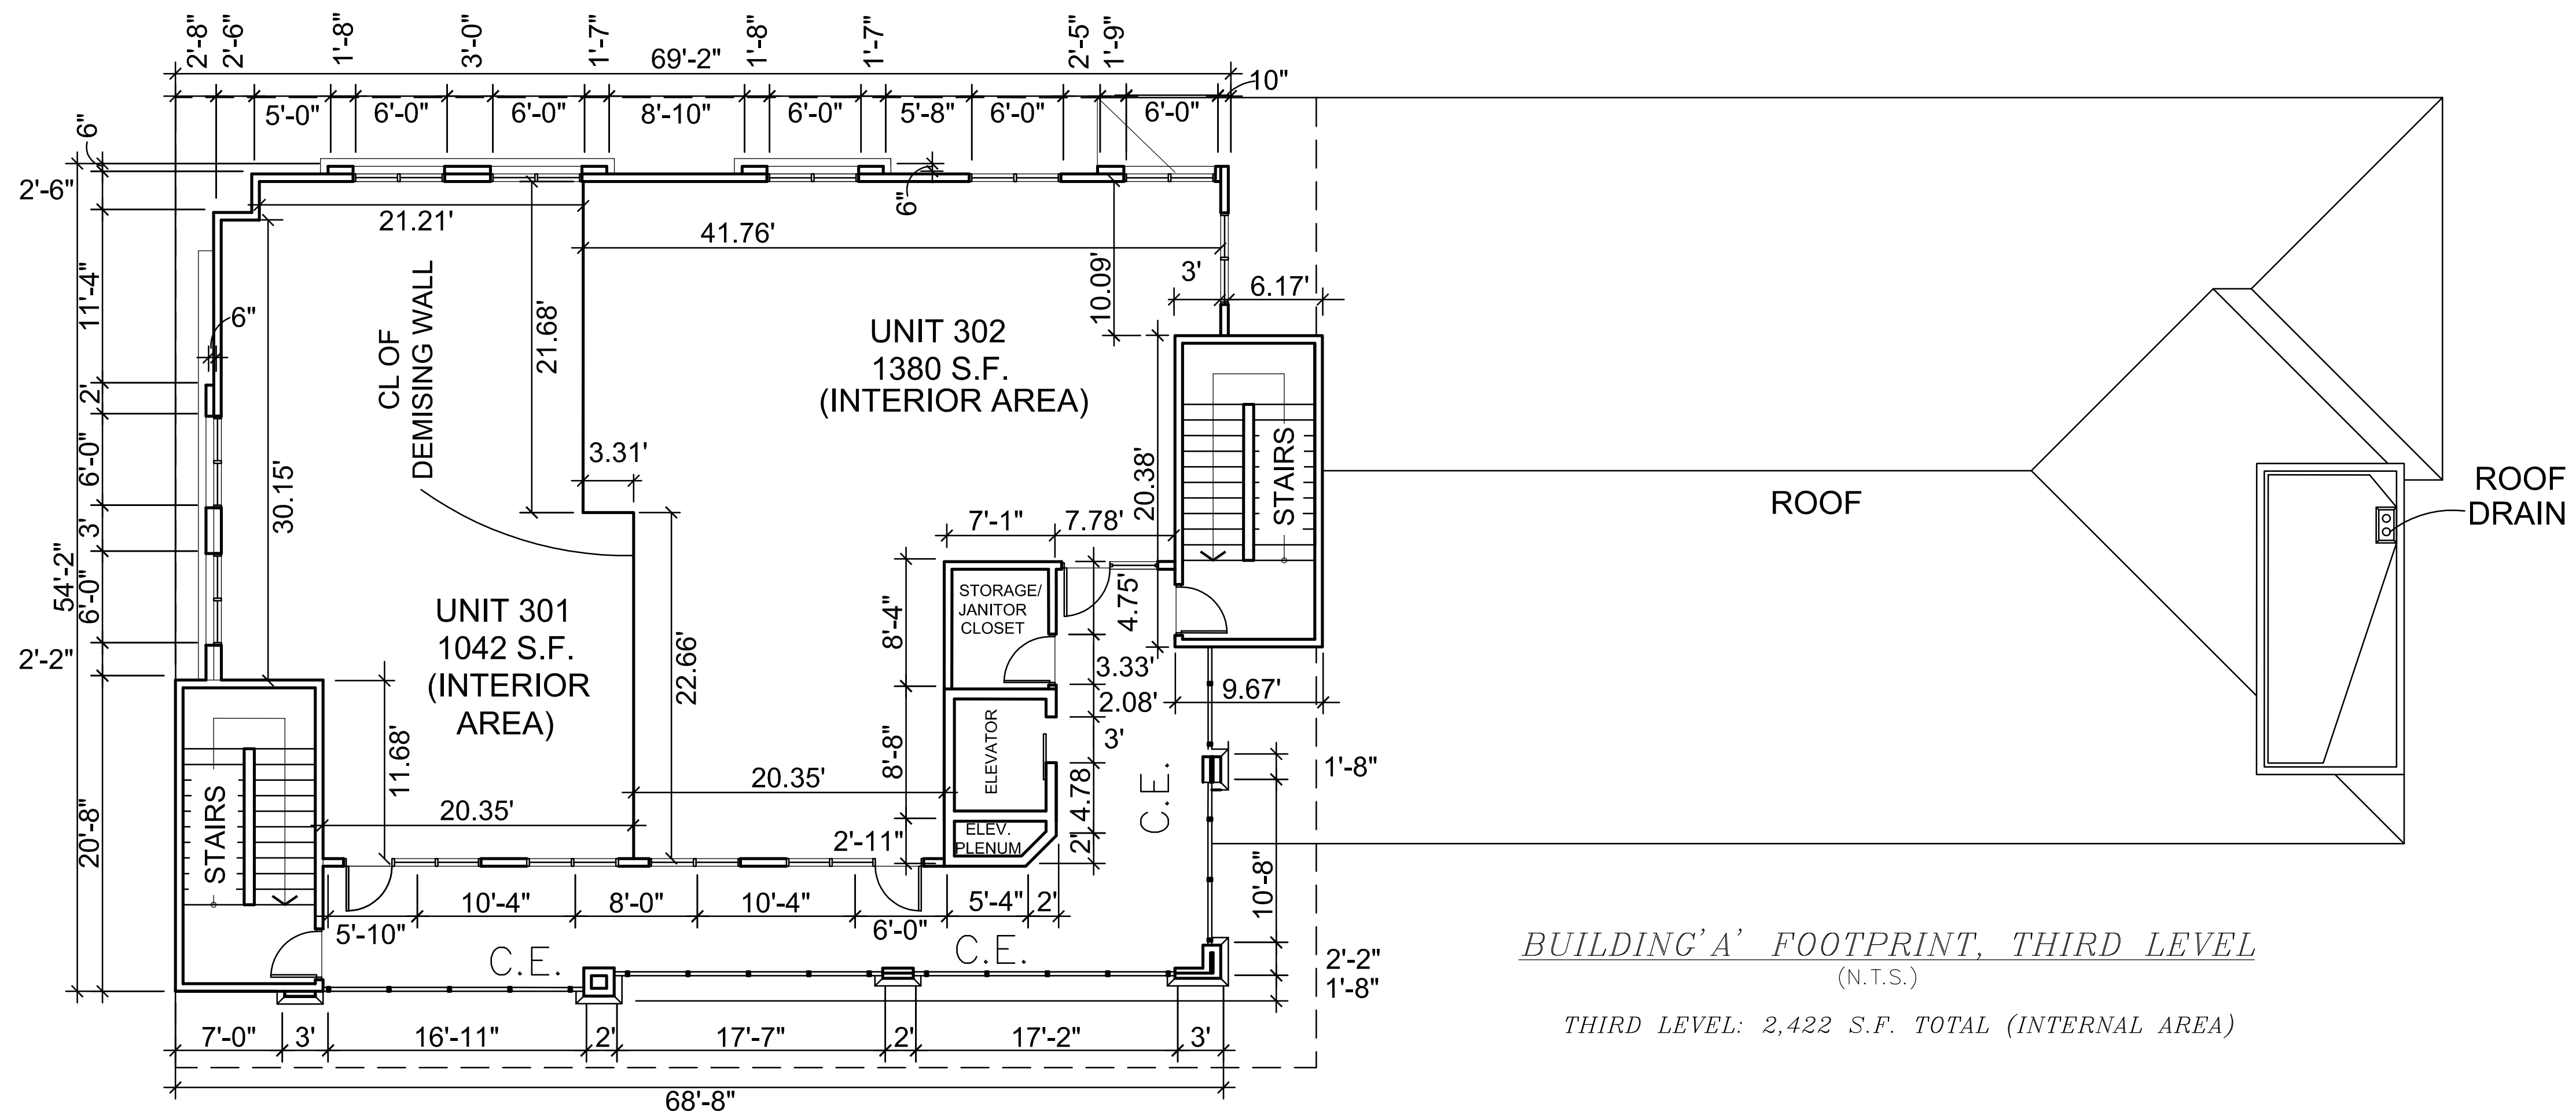 2'-8"
2'-6"
1'-8"
3'-0"
1'-7"
1'-8"
1'-7"
2'-5"
1'-9"
69'-2"
10"
5'-0"
6'-0"
6'-0"
8'-10"
6'-0"
5'-8"
6'-0"
6'-0"
6"
2'-6"
11'-4"
2'
6'-0"
3'
6'-0"
54'-2"
2'-2"
20'-8"
21.21'
6"
41.76'
10.09'
3'
6.17'
6"
CL OF
DEMISING WALL
21.68'
30.15'
3.31'
UNIT 302
1380 S.F.
(INTERIOR AREA)
STAIRS
20.38'
7'-1"
7.78'
ROOF
ROOF
DRAIN
UNIT 301
1042 S.F.
(INTERIOR
AREA)
22.66'
8'-4"
STORAGE/
JANITOR
CLOSET
4.75'
3.33'
2.08'
9.67'
3'
8'-8"
ELEVATOR
4.78
2'
C.E.
1'-8"
11.68'
20.35'
20.35'
2'-11"
ELEV.
PLENUM
STAIRS
10'-8"
5'-10"
10'-4"
8'-0"
10'-4"
6'-0"
5'-4"
2'
C.E.
C.E.
2'-2"
1'-8"
7'-0"
3'
16'-11"
2'
17'-7"
2'
17'-2"
3'
68'-8"
BUILDING'A' FOOTPRINT, THIRD LEVEL
(N.T.S.)
THIRD LEVEL: 2,422 S.F. TOTAL (INTERNAL AREA)